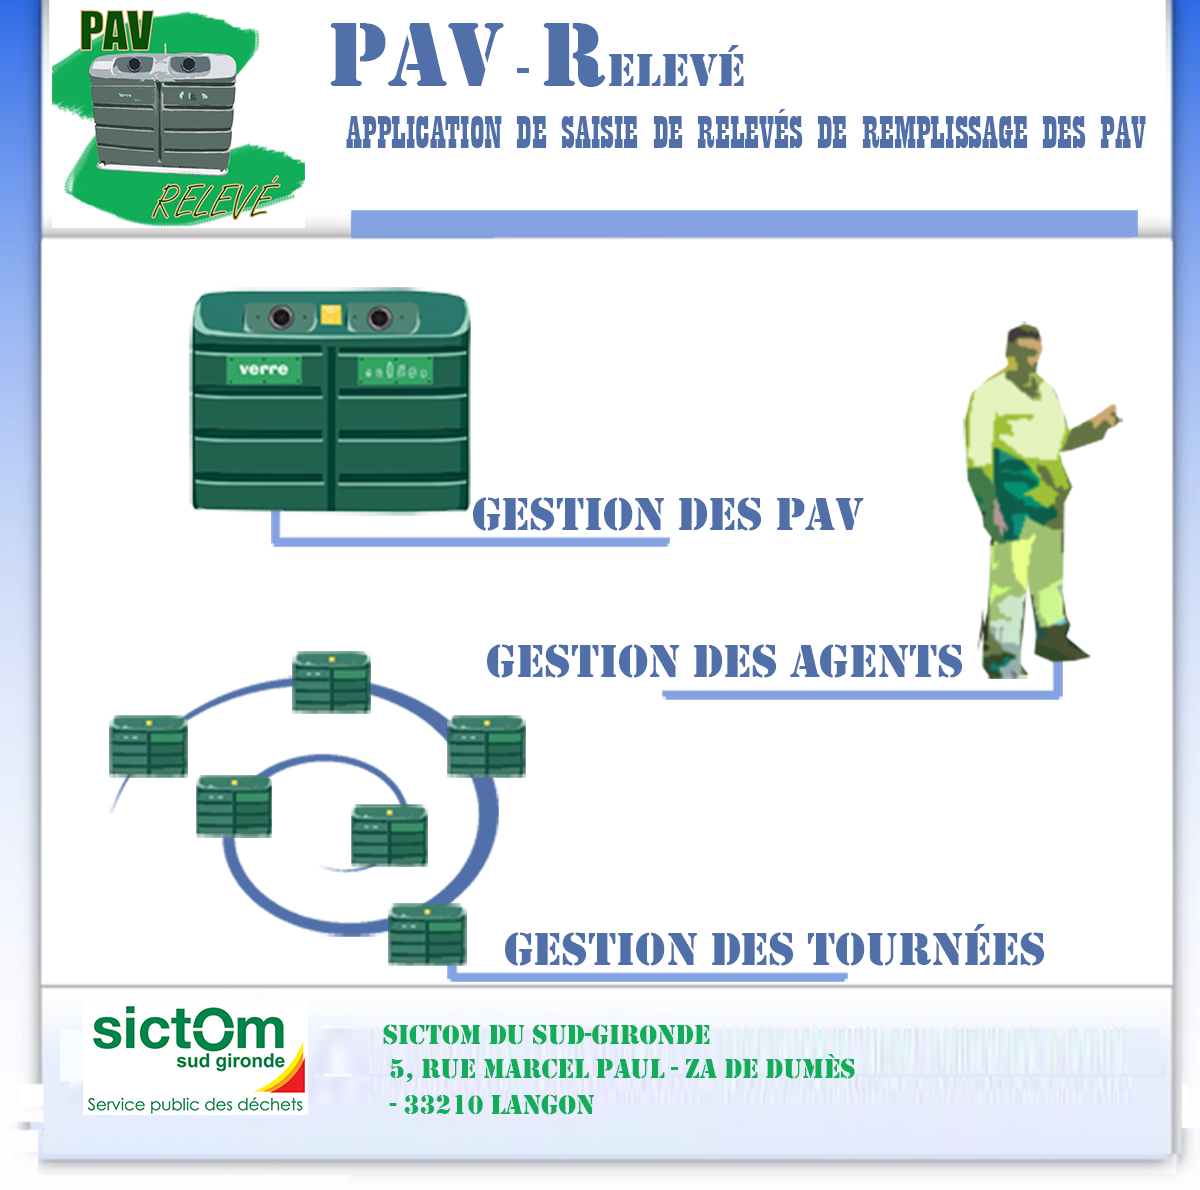 PAV
verre
RELEVÉ
PAV - RELEVÉ
APPLICATION DE SAISIE DE RELEVÉS DE REMPLISSAGE DES PAV
verre
GESTION DES PAV
GESTION DES AGENTS
GESTION DES TOURNÉES
sictOm
sud gironde
Service public des déchets
SICTOM DU SUD-GIRONDE
5, RUE MARCEL PAUL - ZA DE DUMÈS
- 33210 LANGON